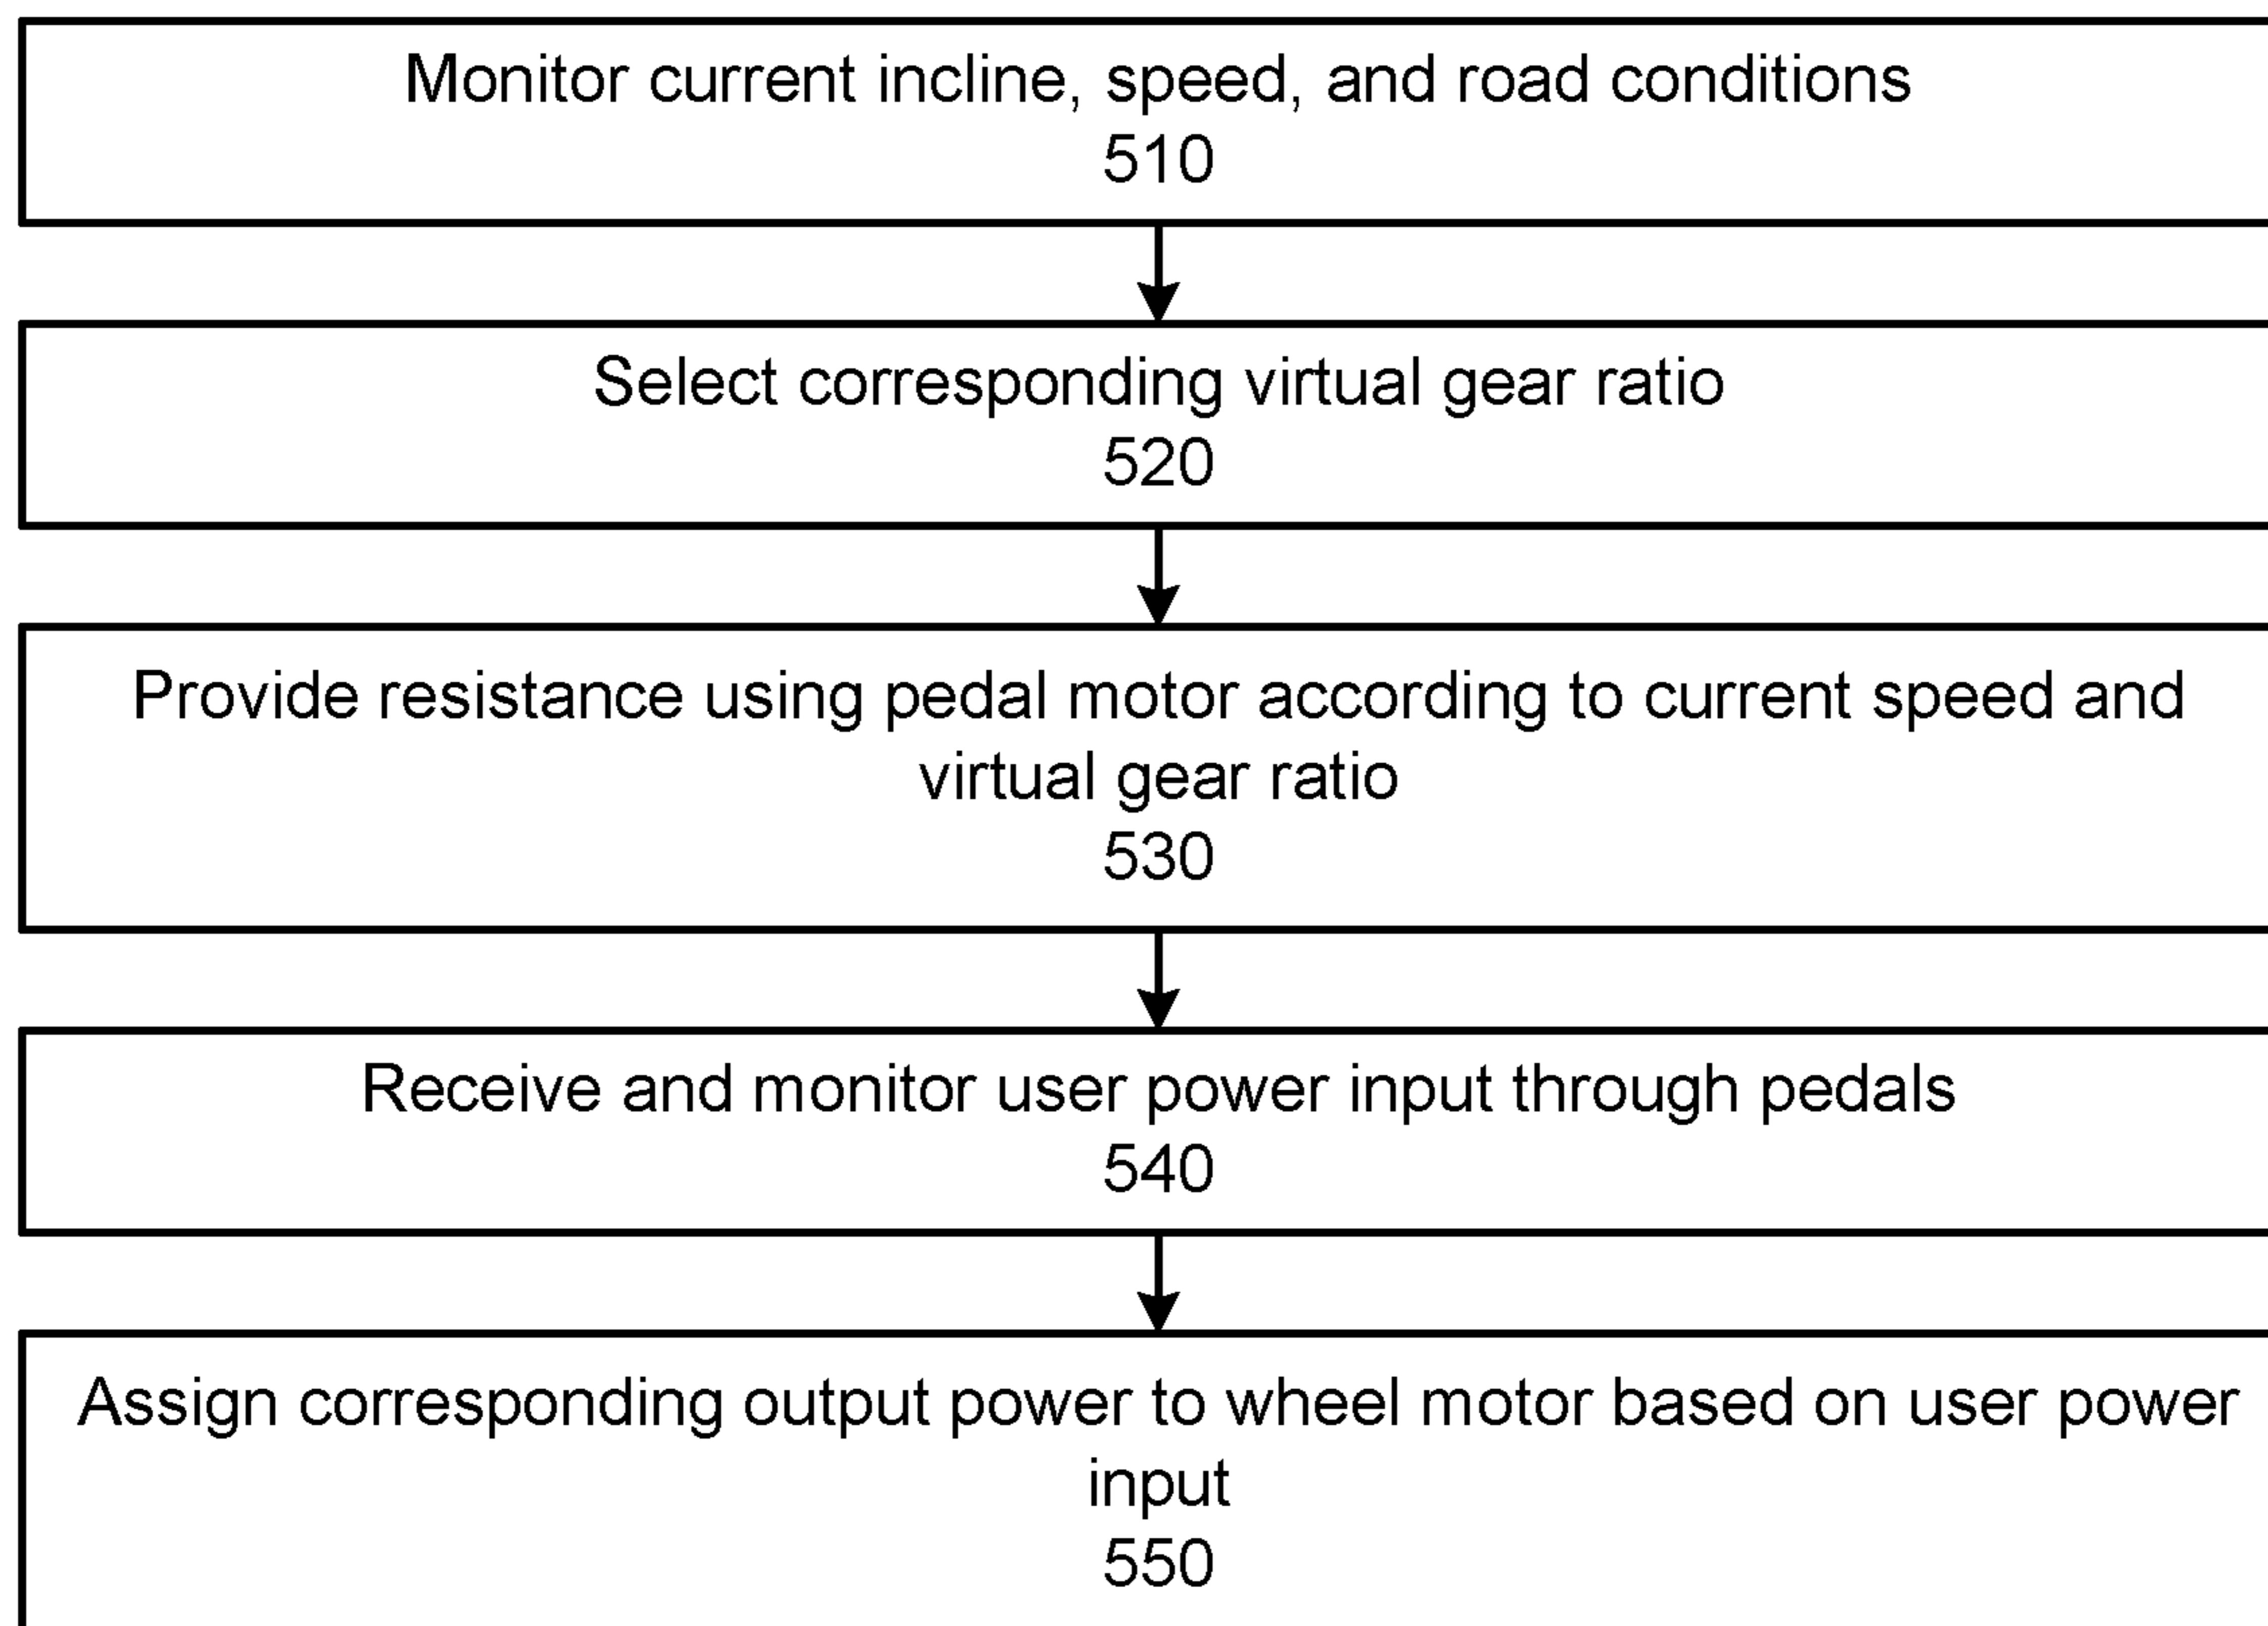 Monitor current incline, speed, and road conditions
510
Select corresponding virtual gear ratio
520
Provide resistance using pedal motor according to current speed and
virtual gear ratio
530
Receive and monitor user power input through pedals
540
Assign corresponding output power to wheel motor based on user power
input
550